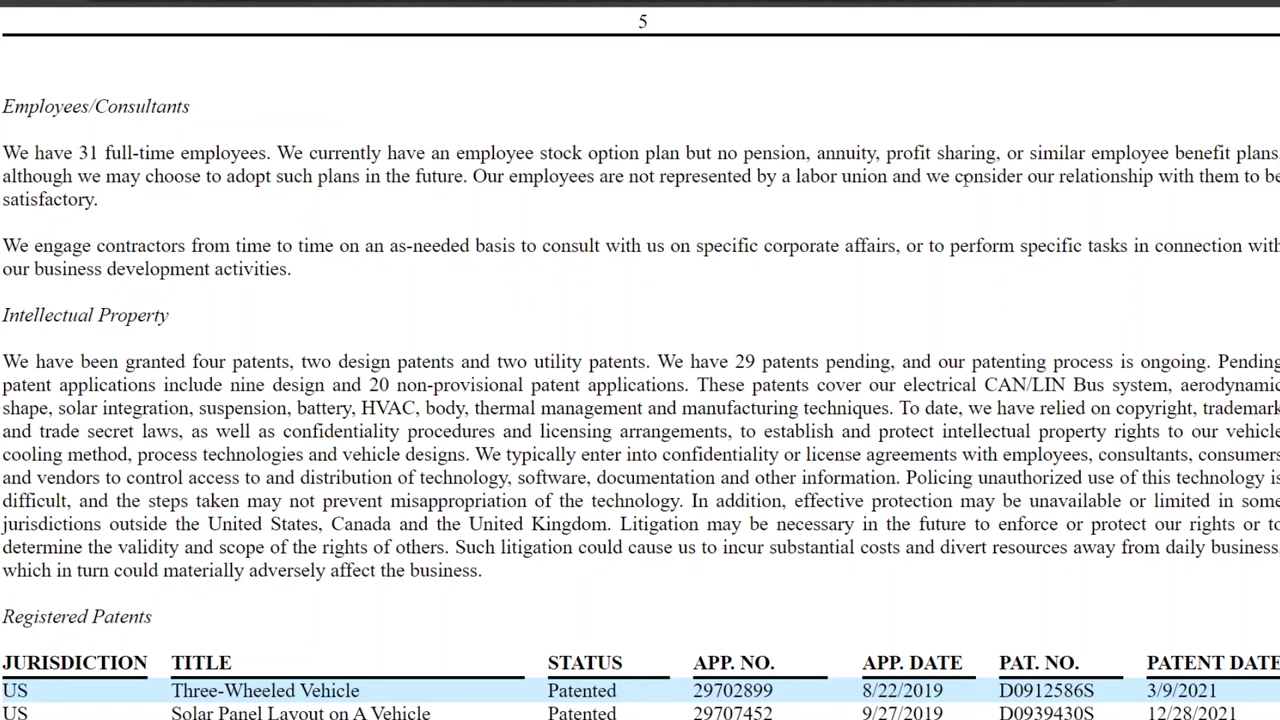 5
Employees/Consultants
We have 31 full-time employees. We currently have an employee stock option plan but no pension, annuity, profit sharing, or similar employee benefit plans,
although we may choose to adopt such plans in the future. Our employees are not represented by a labor union and we consider our relationship with them to be
satisfactory.
We engage contractors from time to time on an as-needed basis to consult with us on specific corporate affairs, or to perform specific tasks in connection with
our business development activities.
Intellectual Property
We have been granted four patents, two design patents and two utility patents. We have 29 patents pending, and our patenting process is ongoing. Pending
patent applications include nine design and 20 non-provisional patent applications. These patents cover our electrical CAN/LIN Bus system, aerodynamic
shape, solar integration, suspension, battery, HVAC, body, thermal management and manufacturing techniques. To date, we have relied on copyright, trademark
and trade secret laws, as well as confidentiality procedures and licensing arrangements, to establish and protect intellectual property rights to our vehicle
cooling method, process technologies and vehicle designs. We typically enter into confidentiality or license agreements with employees, consultants, consumers
and vendors to control access to and distribution of technology, software, documentation and other information. Policing unauthorized use of this technology is
difficult, and the steps taken may not prevent misappropriation of the technology. In addition, effective protection may be unavailable or limited in some
jurisdictions outside the United States, Canada and the United Kingdom. Litigation may be necessary in the future to enforce or protect our rights or to
determine the validity and scope of the rights of others. Such litigation could cause us to incur substantial costs and divert resources away from daily business,
which in turn could materially adversely affect the business.
Registered Patents
JURISDICTION TITLE STATUS APP. NO. APP. DATE PAT. NO. PATENT DATE
US Three-Wheeled Vehicle Patented 29702899 8/22/2019 D0912586S 3/9/2021
US Solar Panel Layout on A Vehicle Patented 29707452 9/27/2019 D0939430S 12/28/2021